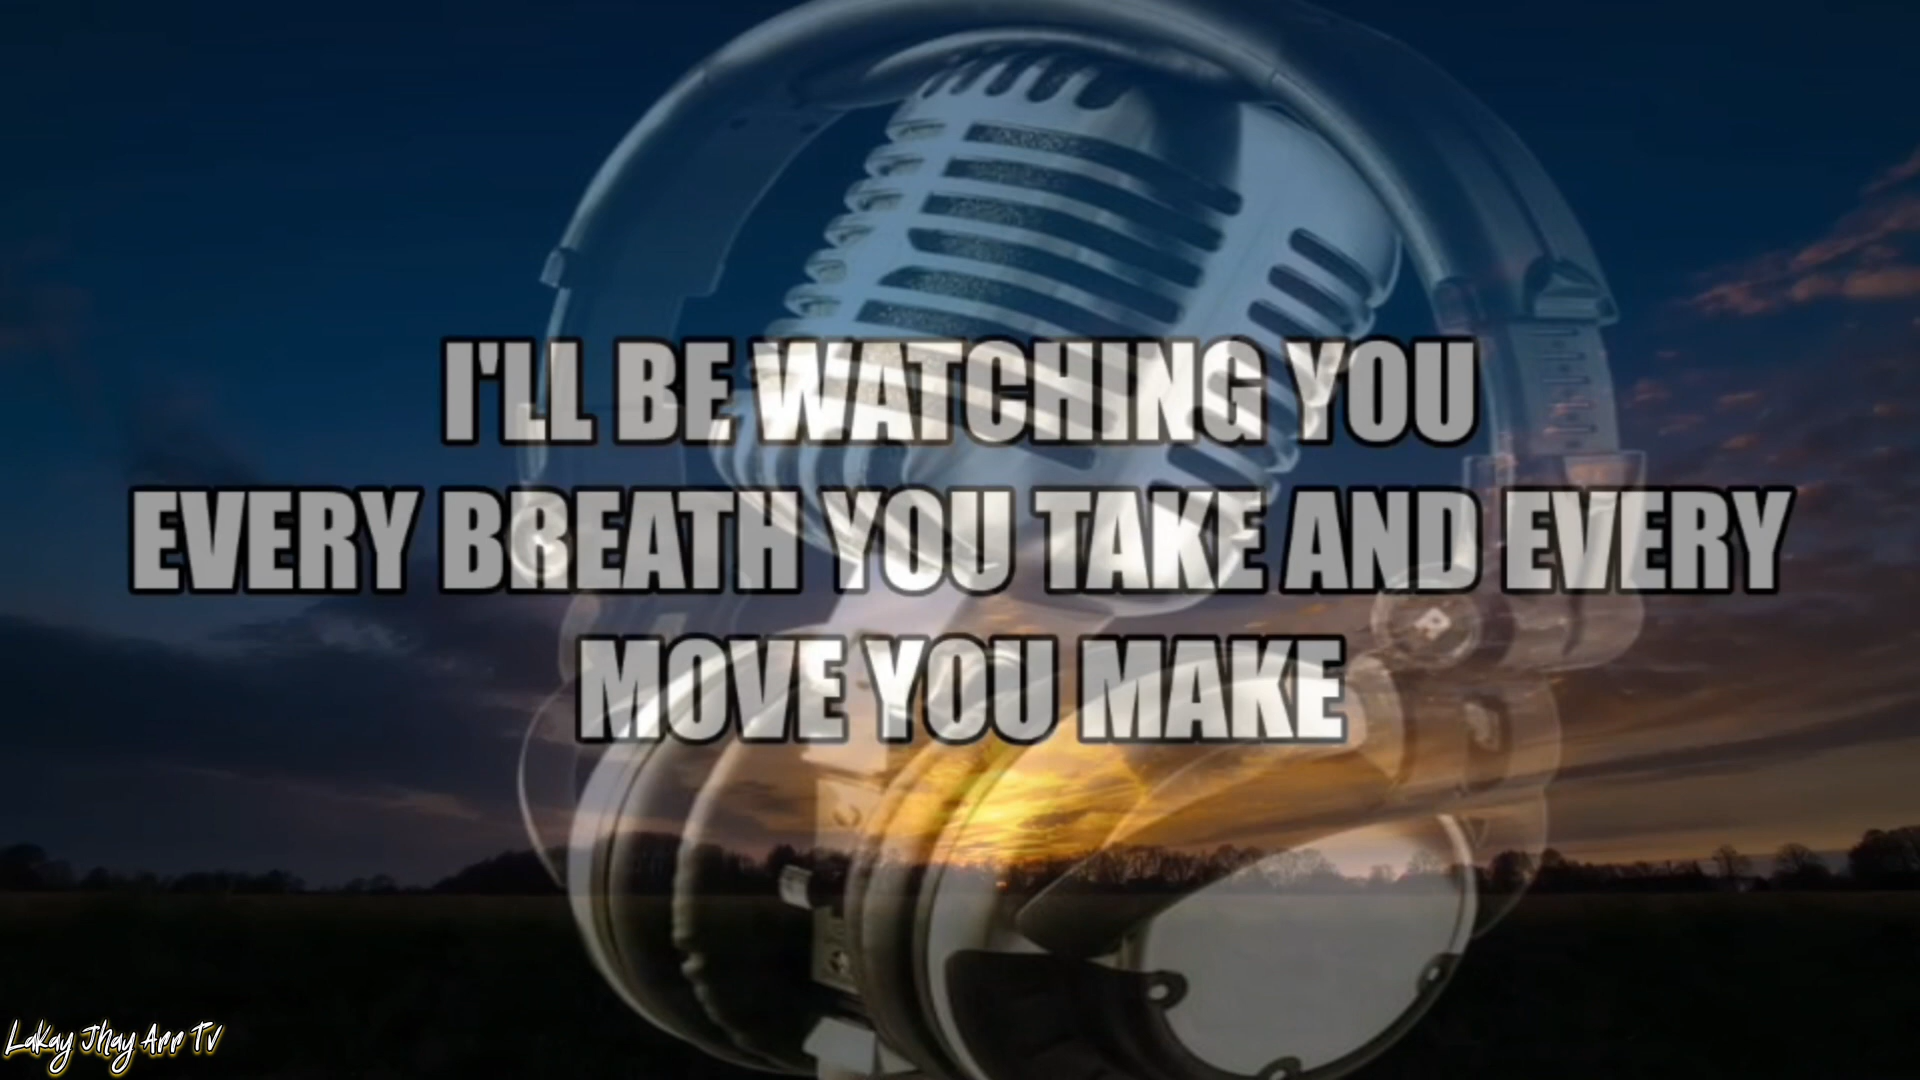 I'LL BE WATCHING YOU
EVERY BREATH YOU TAKE AND EVERY
MOVE YOU MAKE
R
Lakay Jhay Arr Tv